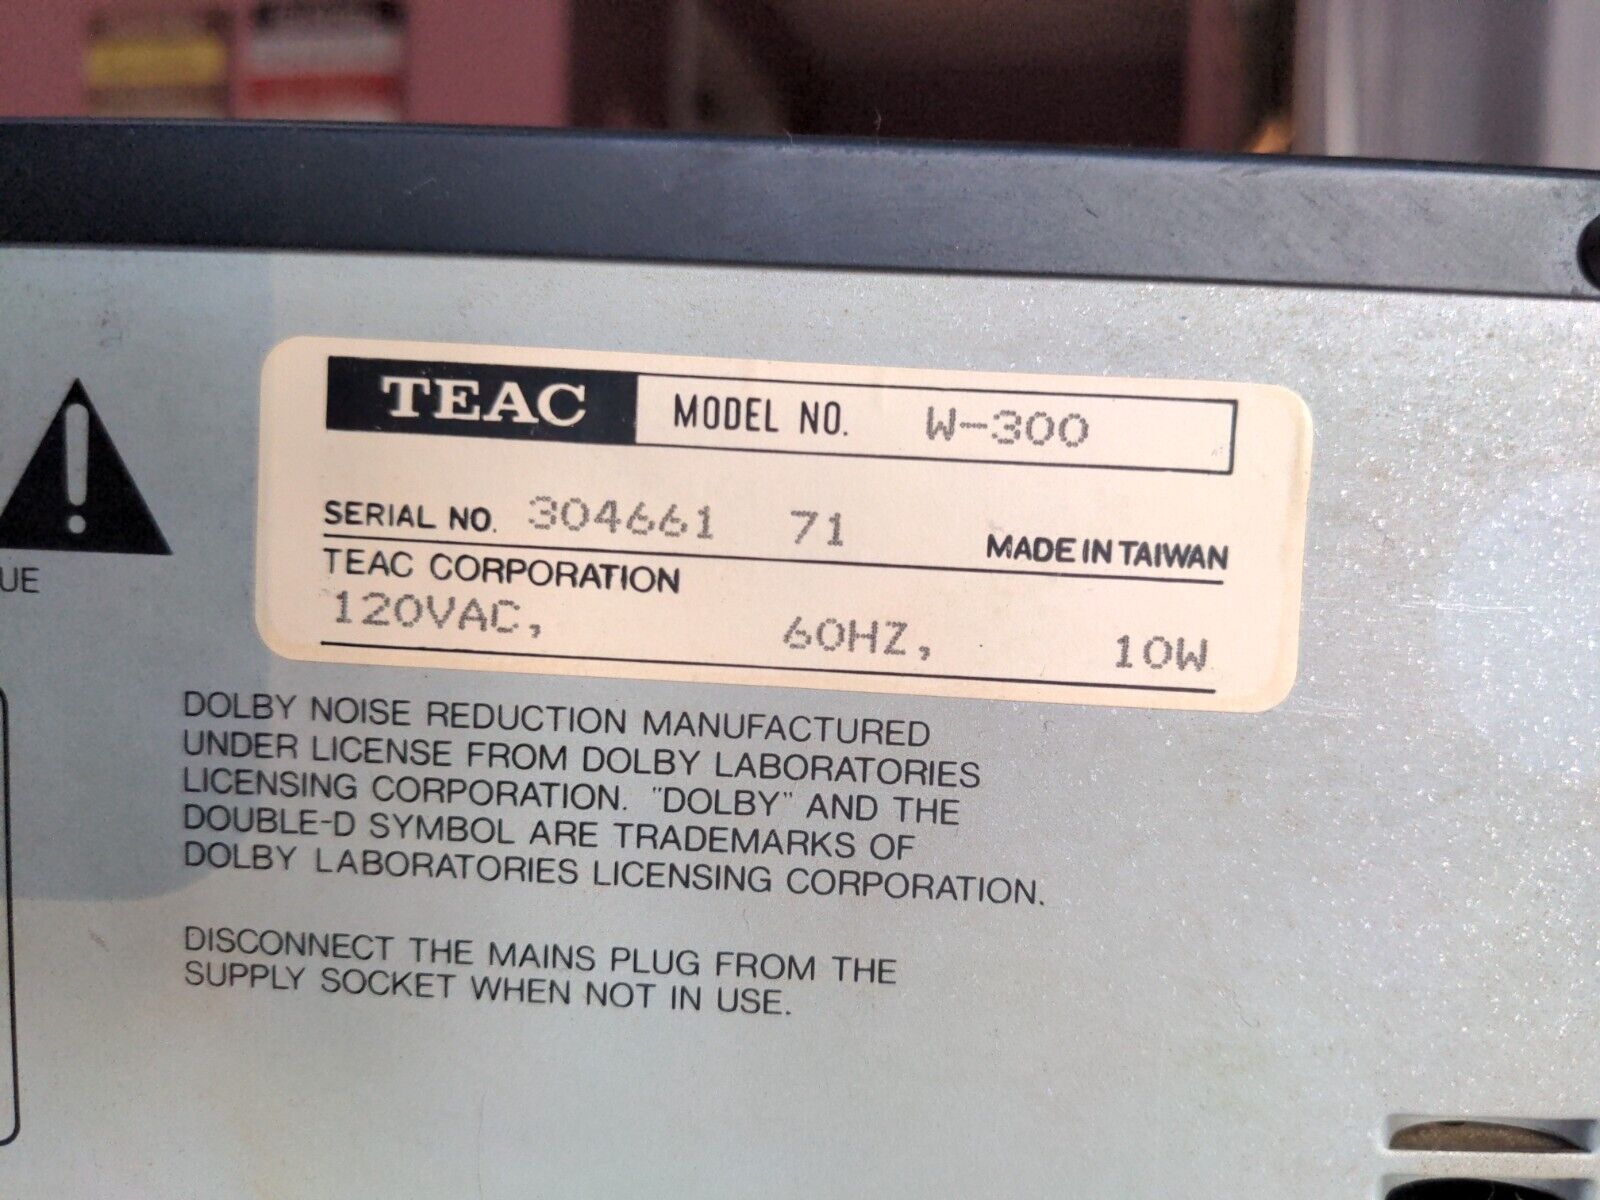 TEAC MODEL NO. W-300
SERIAL NO. 304661 71 MADE IN TAIWAN
TEAC CORPORATION
120VAC, 60HZ, 10W
UE
DOLBY NOISE REDUCTION MANUFACTURED
UNDER LICENSE FROM DOLBY LABORATORIES
LICENSING CORPORATION. "DOLBY" AND THE
DOUBLE-D SYMBOL ARE TRADEMARKS OF
DOLBY LABORATORIES LICENSING CORPORATION.
DISCONNECT THE MAINS PLUG FROM THE
SUPPLY SOCKET WHEN NOT IN USE.